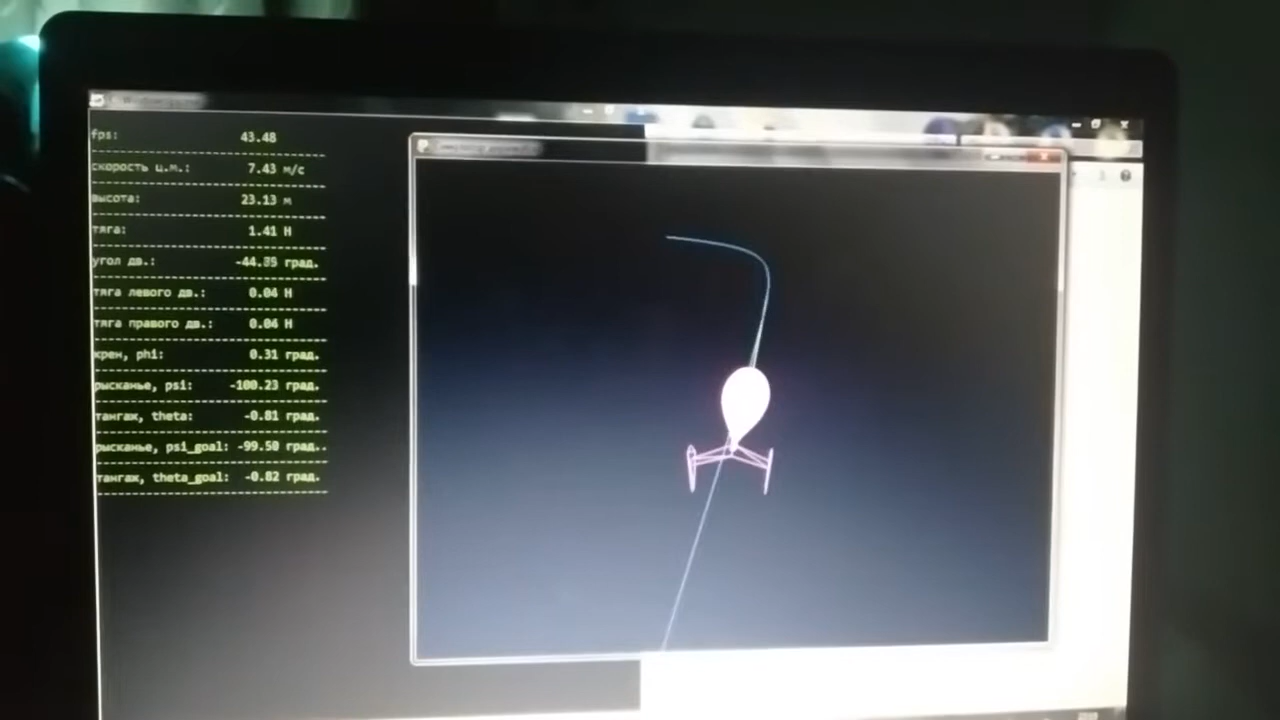 fps: 43.48
скорость ц.м.: 7.43 м/с
высота: 23.13 м
тяга: 1.41 Н
угол дв.: -44.39 град.
тяга левого дв.: 0.04 Н
тяга правого дв.: 0.04 Н
крен, phi: 0.31 град.
рысканье, psi: -100.23 град.
тангаж, theta: -0.81 град.
рысканье, psi_goal: -99.50 град..
тангаж, theta_goal: -0.82 град.